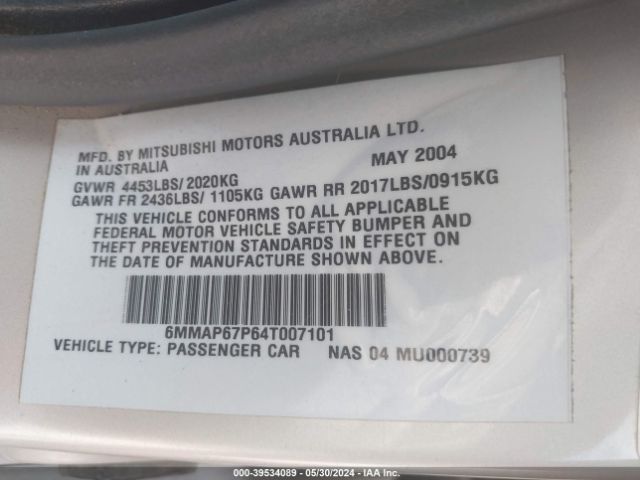 MFD. BY MITSUBISHI MOTORS AUSTRALIA LTD.
IN AUSTRALIA MAY 2004
GVWR 4453LBS/ 2020KG
GAWR FR 2436LBS/ 1105KG GAWR RR 2017LBS/0915KG
THIS VEHICLE CONFORMS TO ALL APPLICABLE
FEDERAL MOTOR VEHICLE SAFETY BUMPER AND
THEFT PREVENTION STANDARDS IN EFFECT ON
THE DATE OF MANUFACTURE SHOWN ABOVE.
6MMAP67P64T007101
VEHICLE TYPE: PASSENGER CAR NAS 04 MU000739
000-39534089 - 05/30/2024 - IAA Inc.